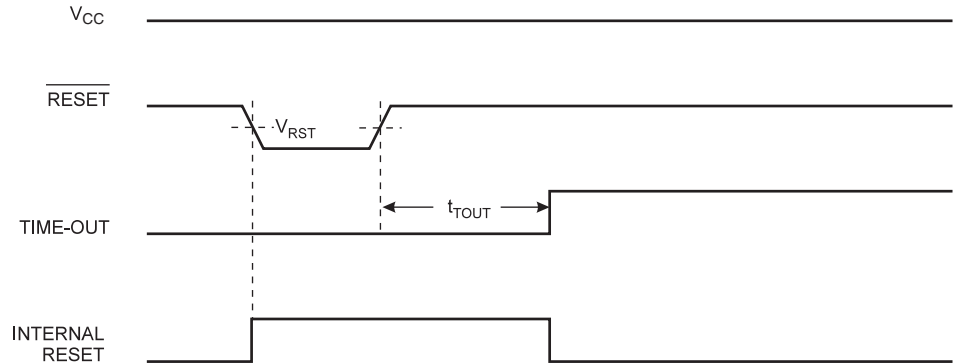 VCC
RESET
VRST
tTOUT
TIME-OUT
INTERNAL
RESET